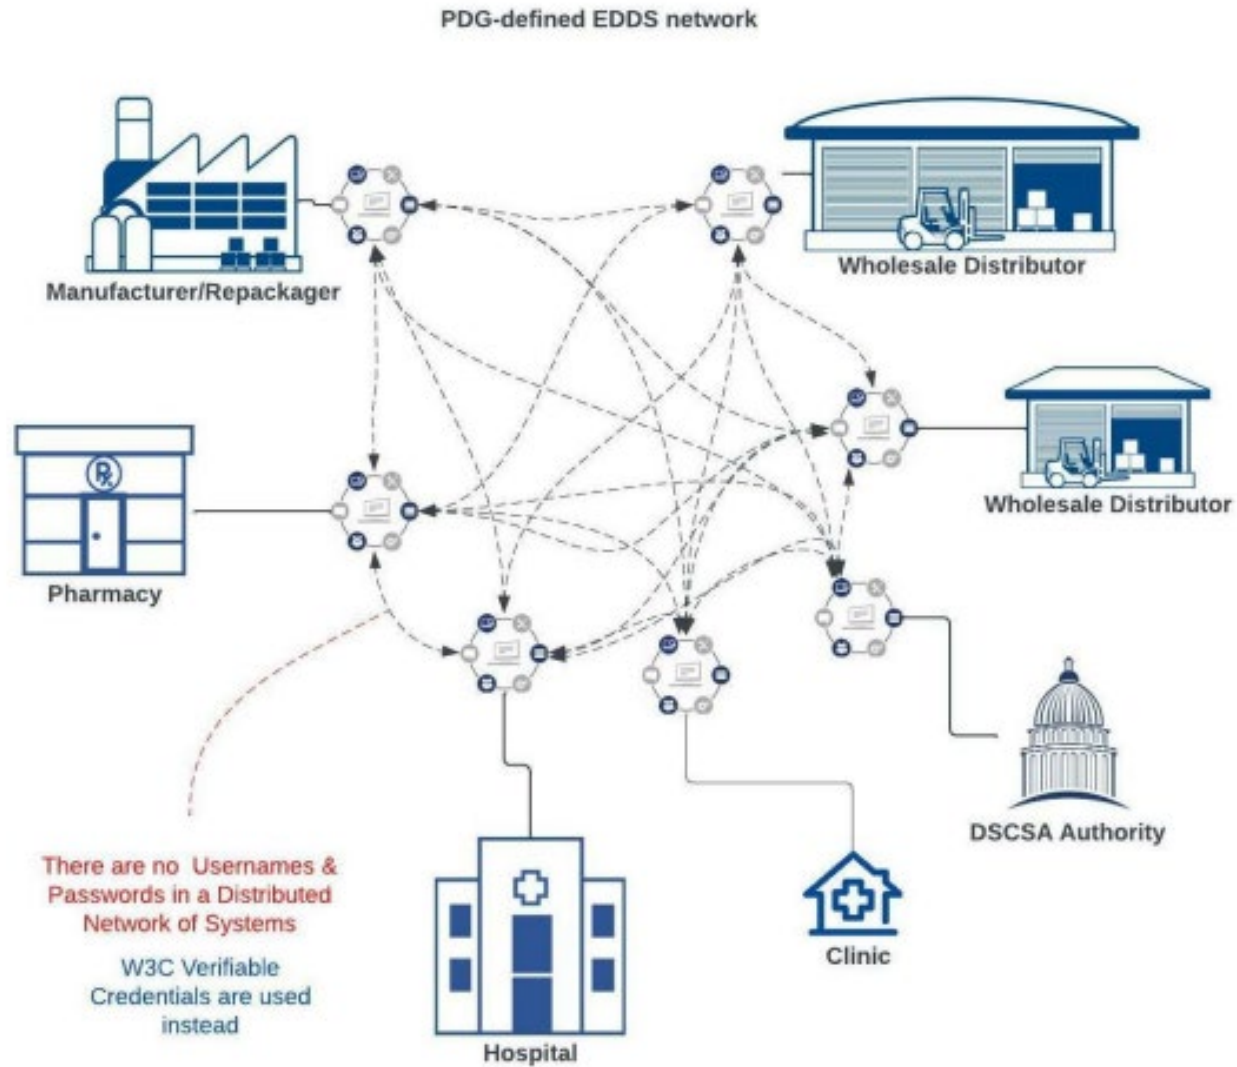 PDG-defined EDDS network
Manufacturer/Repackager
Wholesale Distributor
Wholesale Distributor
Rx
Pharmacy
DSCSA Authority
There are no Usernames &
Passwords in a Distributed
Network of Systems
W3C Verifiable
Credentials are used
instead
Clinic
Hospital